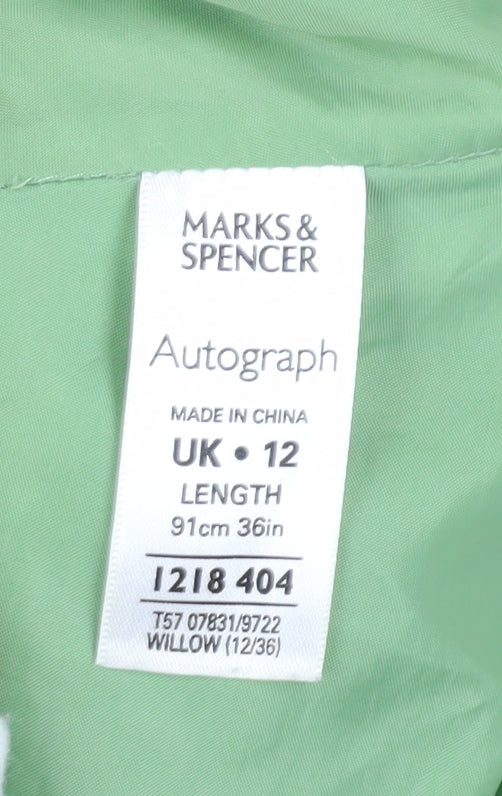 MARKS &
SPENCER
Autograph
MADE IN CHINA
UK • 12
LENGTH
91cm 36in
1218 404
T57 07831/9722
WILLOW (12/36)